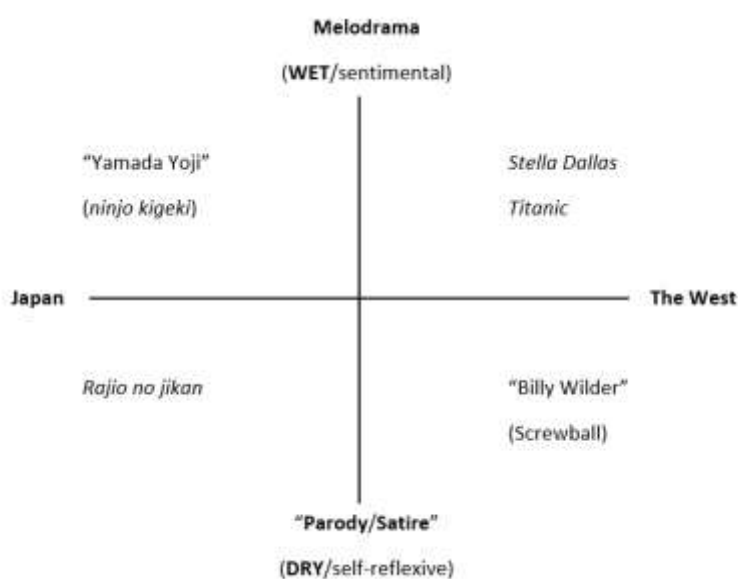 Melodrama
(WET/sentimental)
“Yamada Yoji”
(ninjo kigeki)
Stella Dallas
Titanic
Japan
The West
Rajio no jikan
“Billy Wilder”
(Screwball)
“Parody/Satire”
(DRY/self-reflexive)